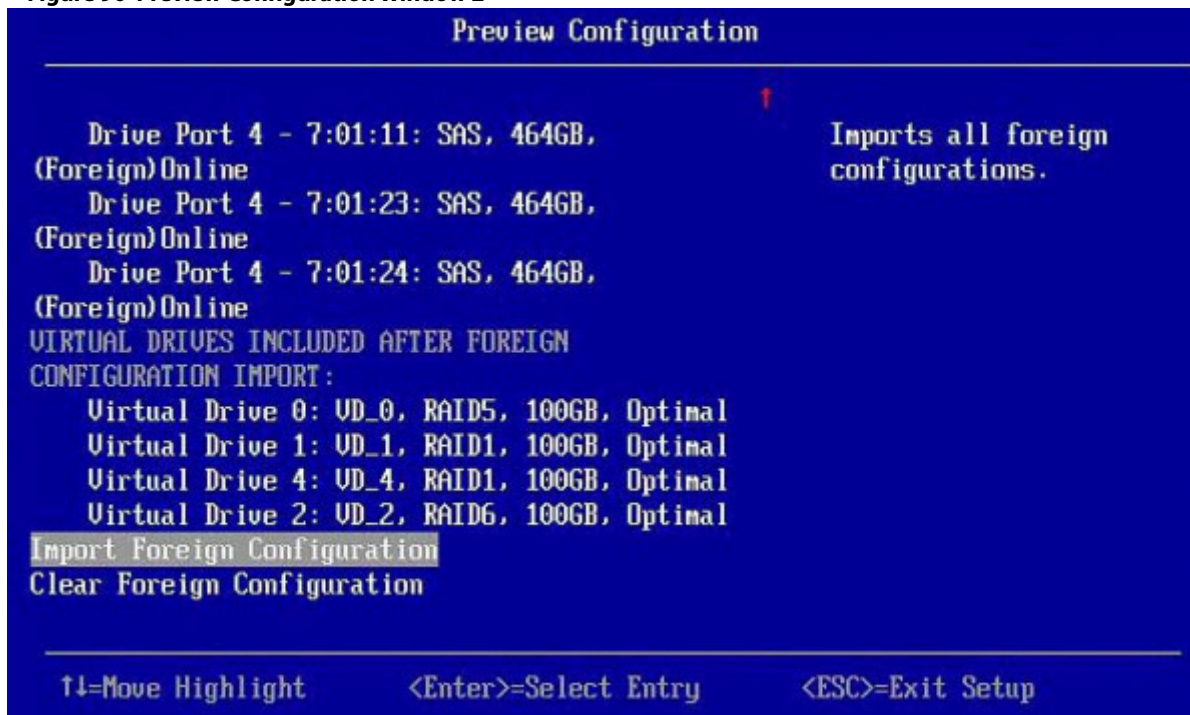 Preview Configuration
↑
Drive Port 4 - 7:01:11: SAS, 464GB,
(Foreign)Online
Drive Port 4 - 7:01:23: SAS, 464GB,
(Foreign)Online
Drive Port 4 - 7:01:24: SAS, 464GB,
(Foreign)Online
VIRTUAL DRIVES INCLUDED AFTER FOREIGN
CONFIGURATION IMPORT:
Virtual Drive 0: VD_0, RAID5, 100GB, Optimal
Virtual Drive 1: VD_1, RAID1, 100GB, Optimal
Virtual Drive 4: VD_4, RAID1, 100GB, Optimal
Virtual Drive 2: VD_2, RAID6, 100GB, Optimal
Import Foreign Configuration
Clear Foreign Configuration
Imports all foreign
configurations.
↑↓=Move Highlight <Enter>=Select Entry <ESC>=Exit Setup